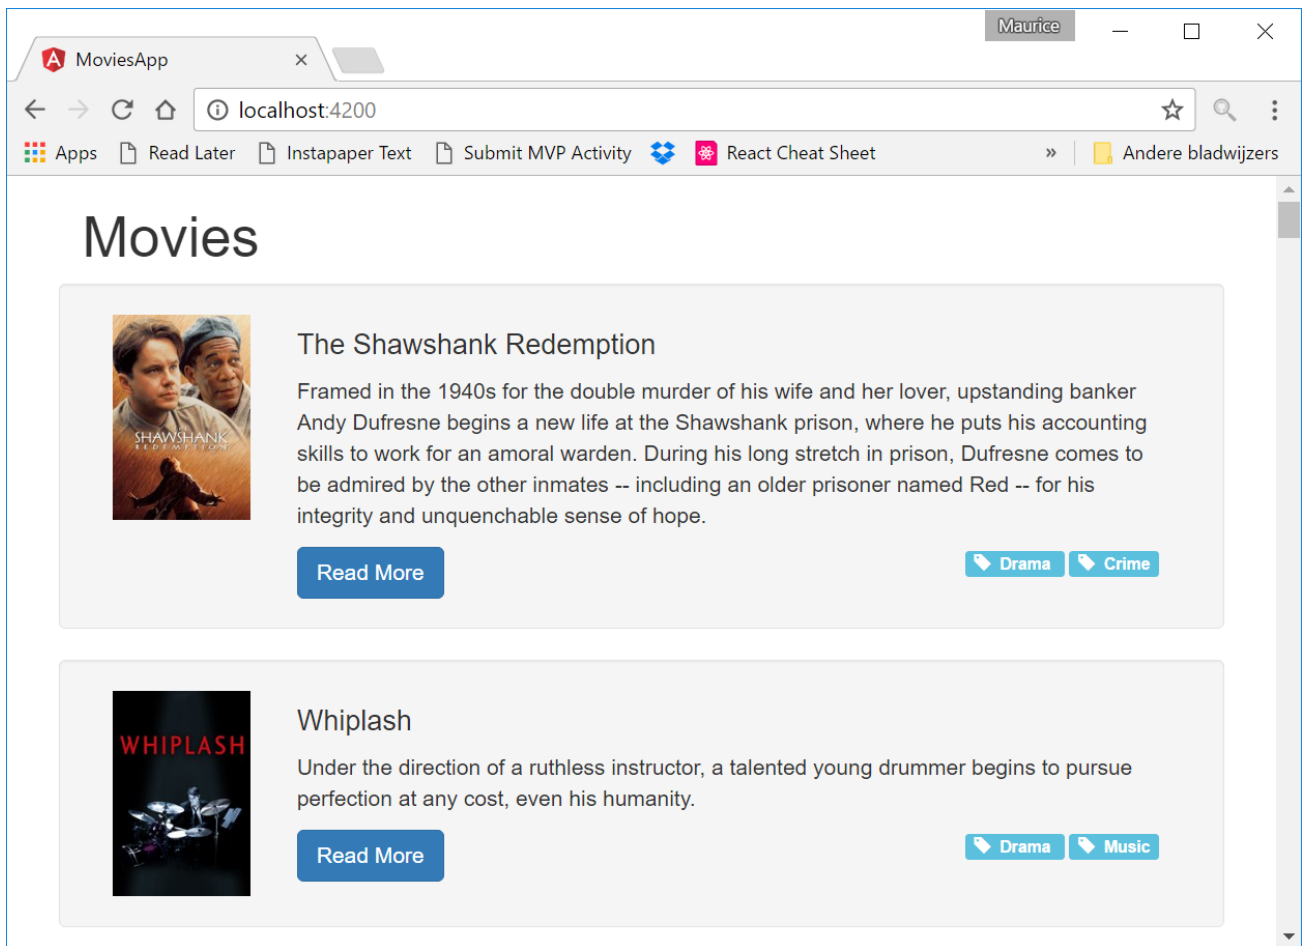 Maurice
MoviesApp
localhost:4200
Apps Read Later Instapaper Text Submit MVP Activity React Cheat Sheet » Andere bladwijzers
Movies
SHAWSHANK
REDEMPTION
The Shawshank Redemption
Framed in the 1940s for the double murder of his wife and her lover, upstanding banker
Andy Dufresne begins a new life at the Shawshank prison, where he puts his accounting
skills to work for an amoral warden. During his long stretch in prison, Dufresne comes to
be admired by the other inmates -- including an older prisoner named Red -- for his
integrity and unquenchable sense of hope.
Read More Drama Crime
WHIPLASH
Whiplash
Under the direction of a ruthless instructor, a talented young drummer begins to pursue
perfection at any cost, even his humanity.
Read More Drama Music